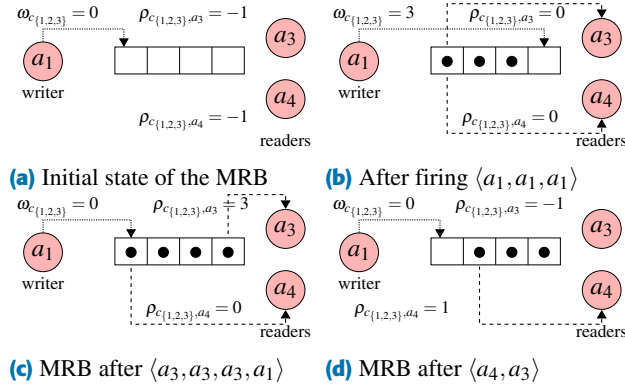 ω_{c_{1,2,3}} = 0
ρ_{c_{1,2,3},a_3} = −1
a_3
a_1
writer
a_4
ρ_{c_{1,2,3},a_4} = −1
readers
(a) Initial state of the MRB
ω_{c_{1,2,3}} = 3
ρ_{c_{1,2,3},a_3} = 0
a_3
a_1
writer
a_4
ρ_{c_{1,2,3},a_4} = 0
readers
(b) After firing ⟨a_1, a_1, a_1⟩
ω_{c_{1,2,3}} = 0
ρ_{c_{1,2,3},a_3} = 3
a_3
a_1
writer
a_4
ρ_{c_{1,2,3},a_4} = 0
readers
(c) MRB after ⟨a_3, a_3, a_3, a_1⟩
ω_{c_{1,2,3}} = 0
ρ_{c_{1,2,3},a_3} = −1
a_3
a_1
writer
a_4
ρ_{c_{1,2,3},a_4} = 1
readers
(d) MRB after ⟨a_4, a_3⟩